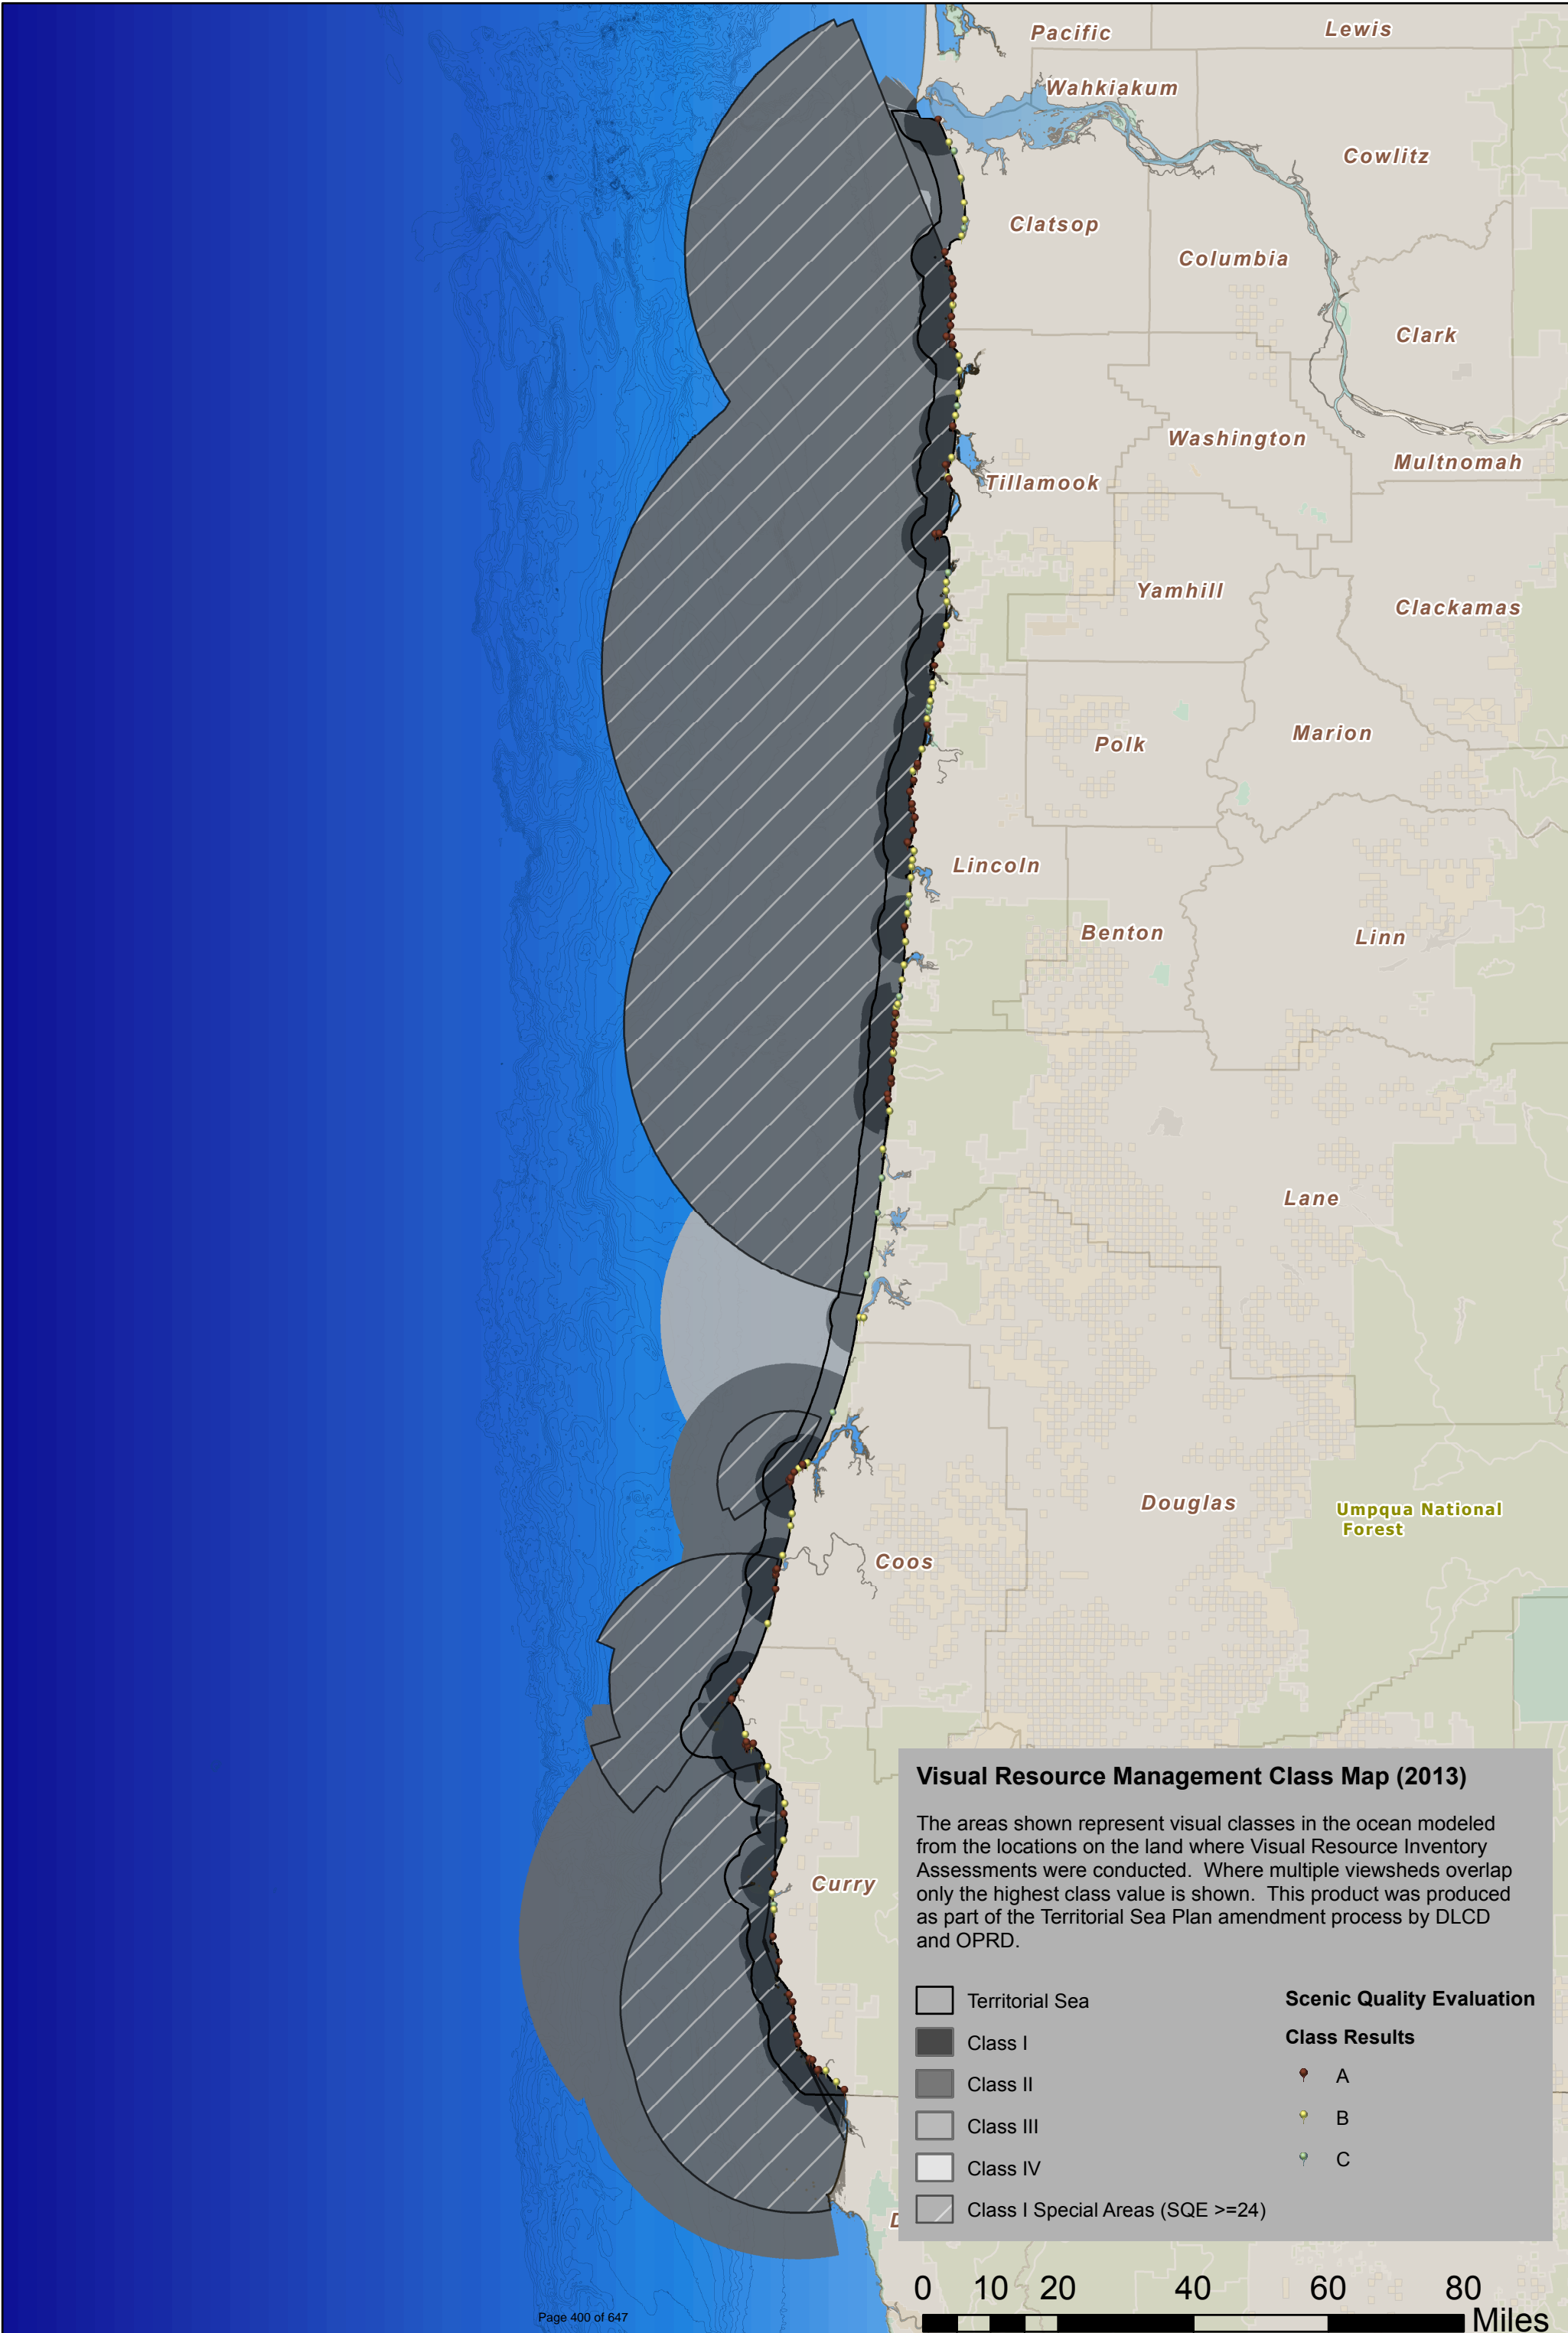 Pacific
Lewis
Wahkiakum
Cowlitz
Clatsop
Columbia
Clark
Washington
Multnomah
Tillamook
Yamhill
Clackamas
Polk
Marion
Lincoln
Benton
Linn
Lane
Douglas
Umpqua National
Forest
Coos
Curry
Visual Resource Management Class Map (2013)
The areas shown represent visual classes in the ocean modeled
from the locations on the land where Visual Resource Inventory
Assessments were conducted. Where multiple viewsheds overlap
only the highest class value is shown. This product was produced
as part of the Territorial Sea Plan amendment process by DLCD
and OPRD.
Territorial Sea
Class I
Class II
Class III
Class IV
Class I Special Areas (SQE >=24)
Scenic Quality Evaluation
Class Results
A
B
C
0 10 20 40 60 80
Miles
Page 400 of 647